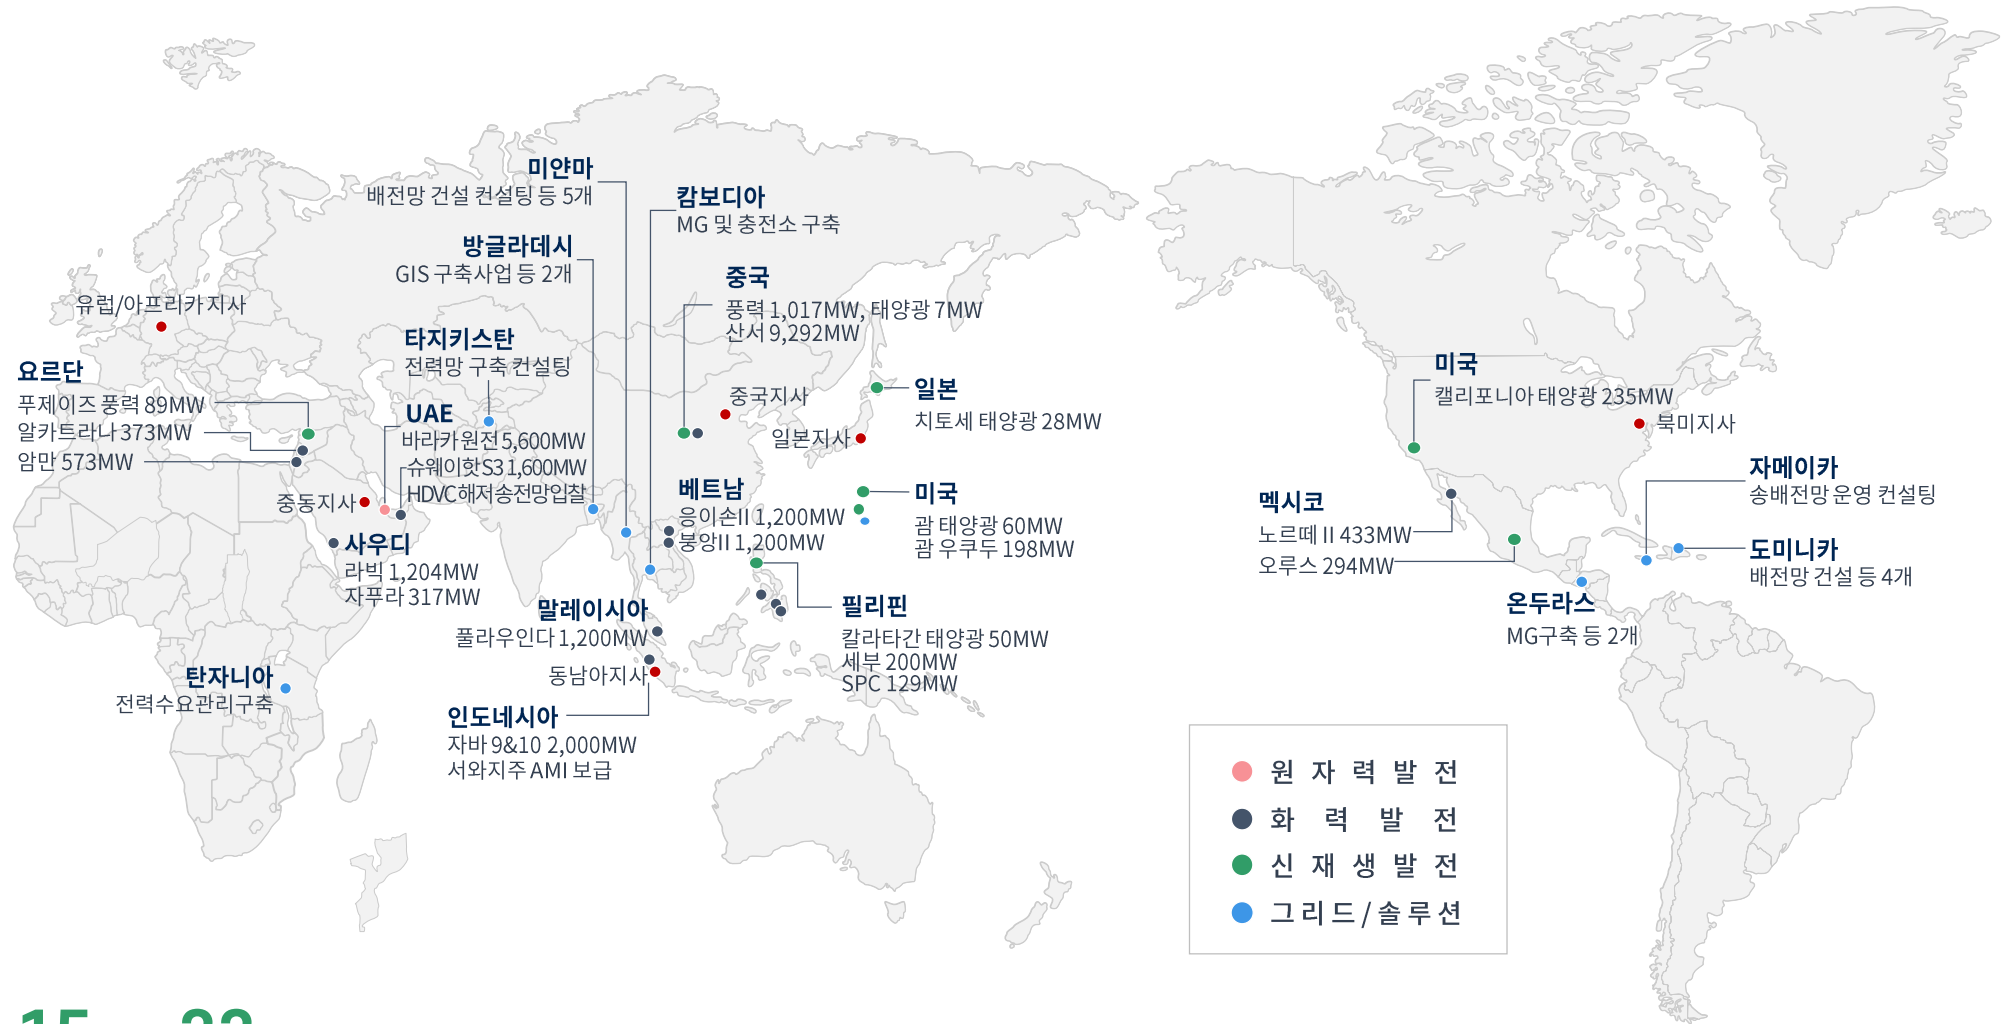 미얀마
배전망 건설 컨설팅 등 5개
캄보디아
MG 및 충전소 구축
방글라데시
GIS 구축사업 등 2개
중국
풍력 1,017MW, 태양광 7MW
산서 9,292MW
유럽/아프리카지사
타지키스탄
전력망 구축 컨설팅
요르단
푸제이즈 풍력 89MW
알카트라나 373MW
암만 573MW
UAE
바라카원전 5,600MW
슈웨이핫S3 1,600MW
HDVC해저송전망입찰
중국지사
일본
치토세 태양광 28MW
일본지사
미국
캘리포니아 태양광 235MW
북미지사
중동지사
사우디
라빅 1,204MW
자푸라 317MW
베트남
응이손II 1,200MW
붕앙II 1,200MW
미국
괌 태양광 60MW
괌 우쿠두 198MW
멕시코
노르떼 II 433MW
오루스 294MW
자메이카
송배전망 운영 컨설팅
도미니카
배전망 건설 등 4개
온두라스
MG구축 등 2개
말레이시아
풀라우인다 1,200MW
동남아지사
필리핀
칼라타간 태양광 50MW
세부 200MW
SPC 129MW
탄자니아
전력수요관리구축
인도네시아
자바 9&10 2,000MW
서와지주 AMI 보급
원자력발전
화력발전
신재생발전
그리드/솔루션